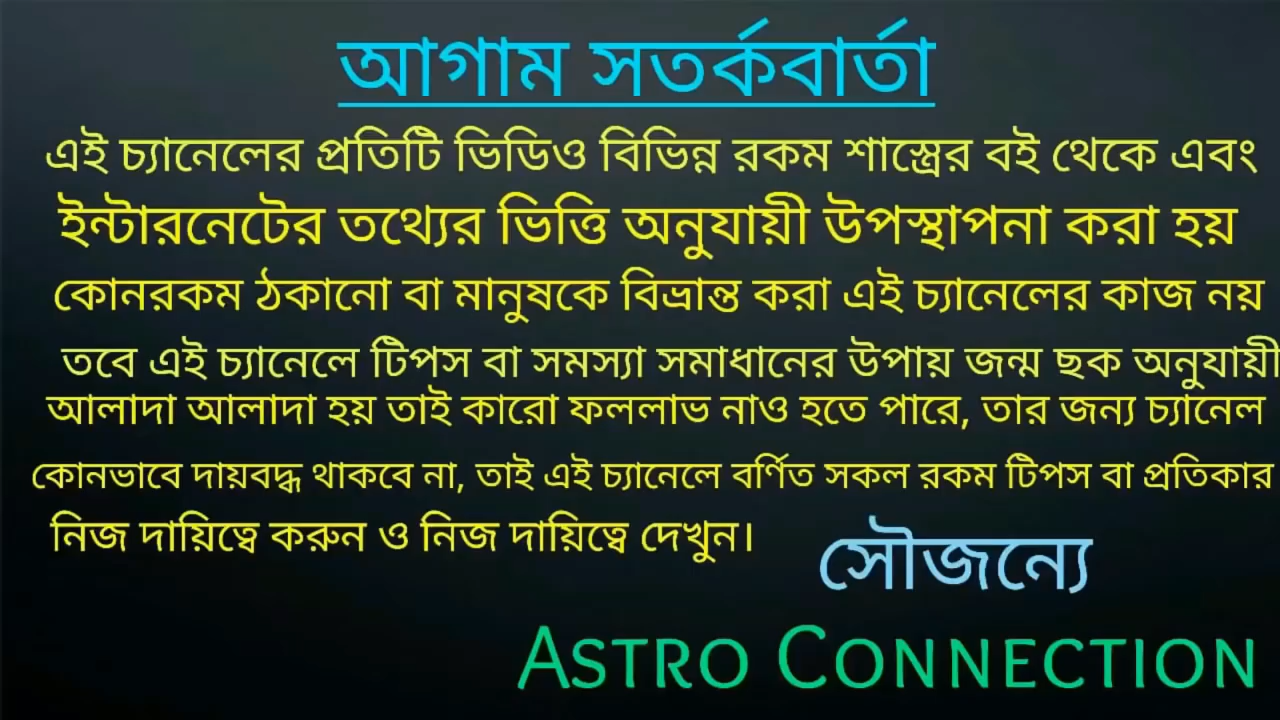 আগাম সতর্কবার্তা
এই চ্যানেলের প্রতিটি ভিডিও বিভিন্ন রকম শাস্ত্রের বই থেকে এবং
ইন্টারনেটের তথ্যের ভিত্তি অনুযায়ী উপস্থাপনা করা হয়
কোনরকম ঠকানো বা মানুষকে বিভ্রান্ত করা এই চ্যানেলের কাজ নয়
তবে এই চ্যানেলে টিপস বা সমস্যা সমাধানের উপায় জন্ম ছক অনুযায়ী
আলাদা আলাদা হয় তাই কারো ফললাভ নাও হতে পারে, তার জন্য চ্যানেল
কোনভাবে দায়বদ্ধ থাকবে না, তাই এই চ্যানেলে বর্ণিত সকল রকম টিপস বা প্রতিকার
নিজ দায়িত্বে করুন ও নিজ দায়িত্বে দেখুন।
সৌজন্যে
ASTRO CONNECTION